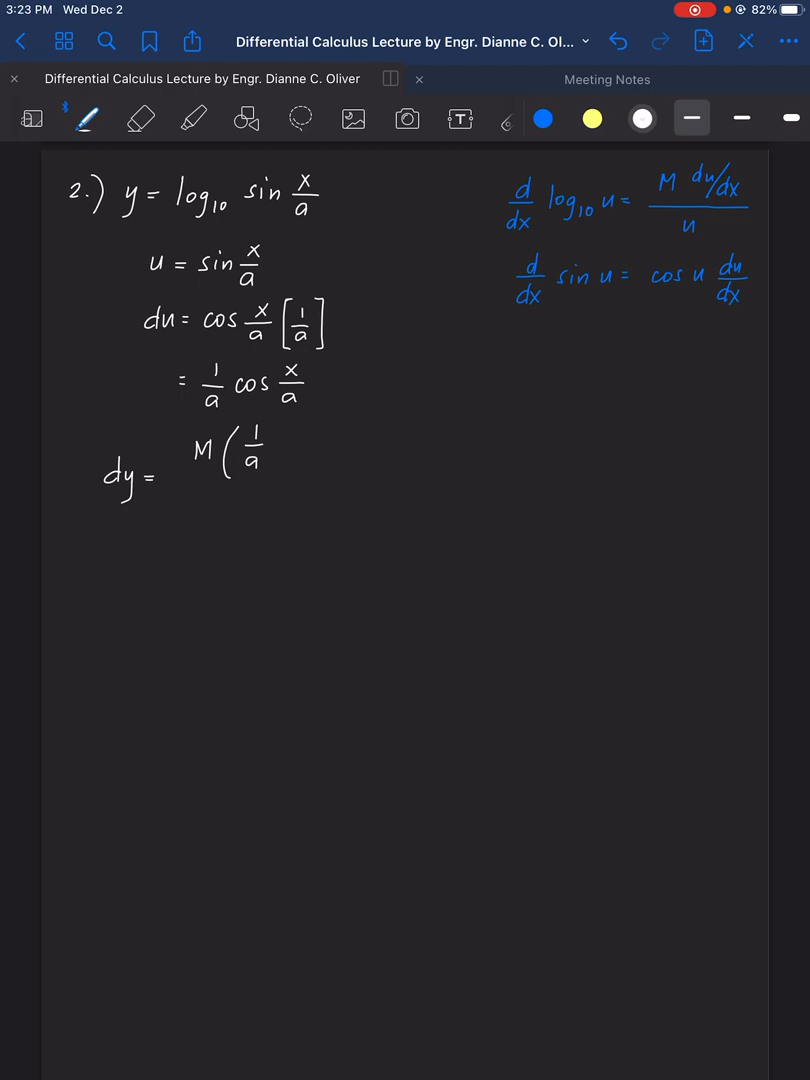 3:23 PM Wed Dec 2 82%
Differential Calculus Lecture by Engr. Dianne C. Ol...
Differential Calculus Lecture by Engr. Dianne C. Oliver Meeting Notes
2.) y = log₁₀ sin x/a
d/dx log₁₀ u = M du/dx / u
u = sin x/a
d/dx sin u = cos u du/dx
du = cos x/a [1/a]
= 1/a cos x/a
dy = M ( 1/a